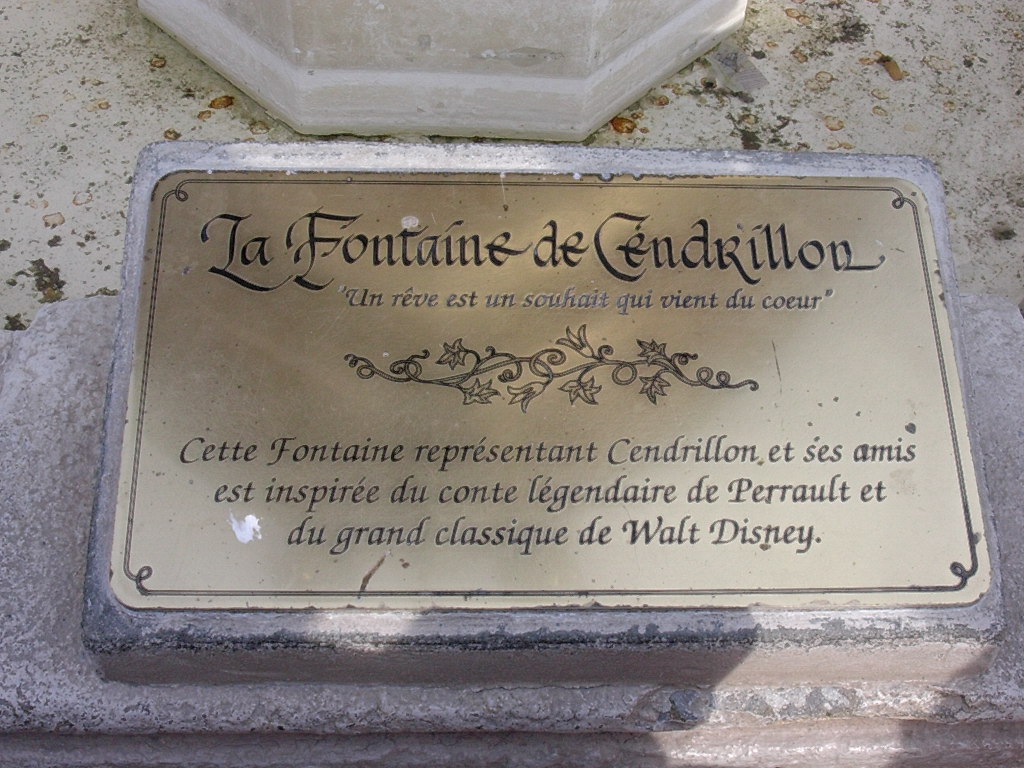 La Fontaine de Cendrillon
"Un rêve est un souhait qui vient du coeur"
Cette Fontaine représentant Cendrillon et ses amis
est inspirée du conte légendaire de Perrault et
du grand classique de Walt Disney.